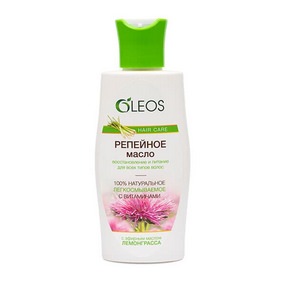 OLEOS
HAIR CARE
РЕПЕЙНОЕ
масло
восстановление и питание
для всех типов волос
100% НАТУРАЛЬНОЕ
ЛЕГКОСМЫВАЕМОЕ
С ВИТАМИНАМИ
с эфирным маслом
ЛЕМОНГРАССА